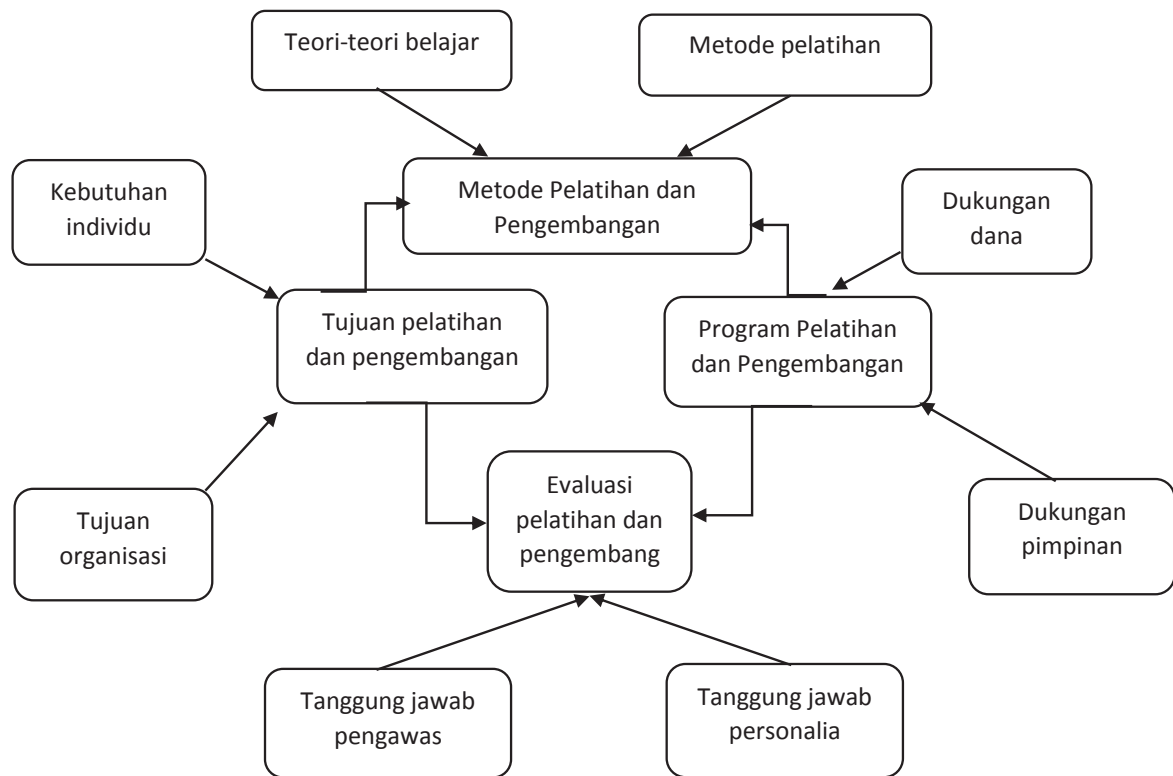 Teori-teori belajar
Metode pelatihan
Metode Pelatihan dan
Pengembangan
Kebutuhan
individu
Dukungan
dana
Tujuan pelatihan
dan pengembangan
Program Pelatihan
dan Pengembangan
Evaluasi
pelatihan dan
pengembang
Tujuan
organisasi
Dukungan
pimpinan
Tanggung jawab
pengawas
Tanggung jawab
personalia